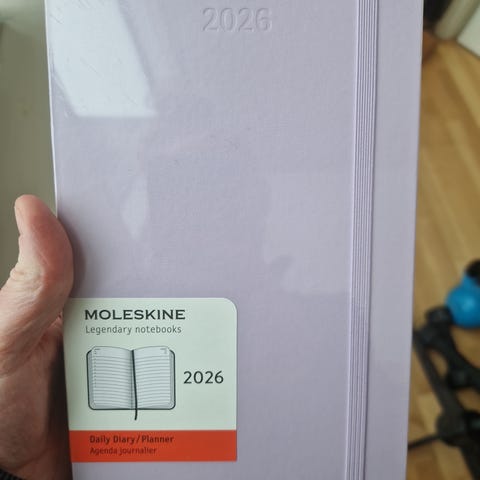 2026
MOLESKINE
Legendary notebooks
2026
Daily Diary/Planner
Agenda journalier